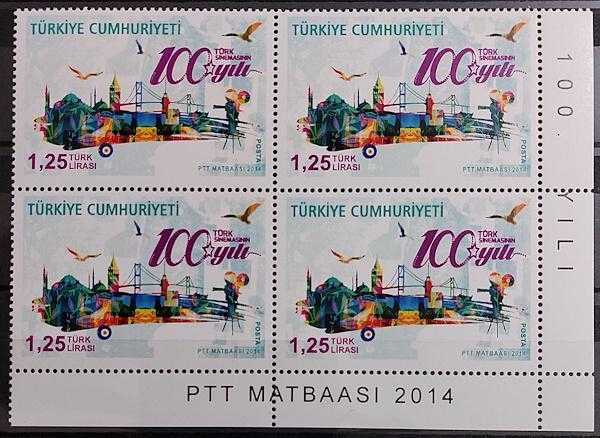 TÜRKİYE CUMHURİYETİ
100. yılı
TÜRK
SİNEMASININ
1,25 TÜRK
LİRASI
POSTA
PTT MATBAASI 2014
TÜRKİYE CUMHURİYETİ
100. yılı
TÜRK
SİNEMASININ
1,25 TÜRK
LİRASI
POSTA
PTT MATBAASI 2014
100.
TÜRKİYE CUMHURİYETİ
100. yılı
TÜRK
SİNEMASININ
1,25 TÜRK
LİRASI
POSTA
PTT MATBAASI 2014
TÜRKİYE CUMHURİYETİ
100. yılı
TÜRK
SİNEMASININ
1,25 TÜRK
LİRASI
POSTA
PTT MATBAASI 2014
YILI
PTT MATBAASI 2014